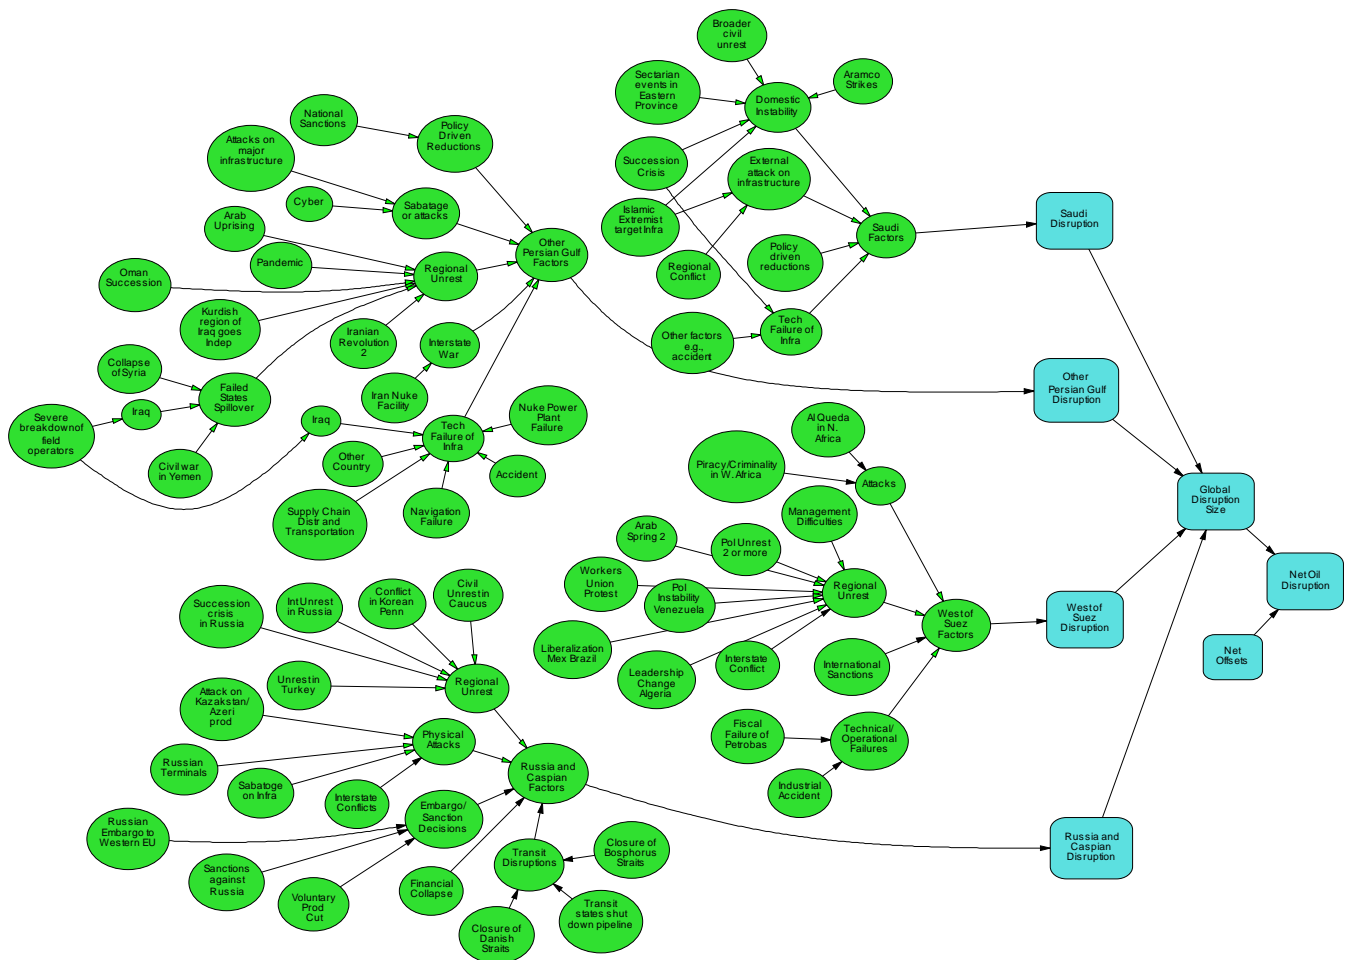 Broader
civil
unrest
Sectarian
events in
Eastern
Province
Aramco
Strikes
Domestic
Instability
National
Sanctions
Policy
Driven
Reductions
Attacks on
major
infrastructure
Succession
Crisis
External
attack on
infrastructure
Cyber
Sabatage
or attacks
Islamic
Extremist
target Infra
Saudi
Factors
Saudi
Disruption
Arab
Uprising
Other
Persian Gulf
Factors
Policy
driven
reductions
Pandemic
Regional
Unrest
Regional
Conflict
Oman
Succession
Kurdish
region of
Iraq goes
Indep
Iranian
Revolution
2
Interstate
War
Other factors
e.g.,
accident
Tech
Failure of
Infra
Collapse
of Syria
Failed
States
Spillover
Iran Nuke
Facility
Other
Persian Gulf
Disruption
Severe
breakdownof
field
operators
Iraq
Iraq
Tech
Failure of
Infra
Nuke Power
Plant
Failure
Al Queda
in N.
Africa
Civil war
in Yemen
Other
Country
Accident
Piracy/Criminality
in W. Africa
Attacks
Supply Chain
Distr and
Transportation
Navigation
Failure
Management
Difficulties
Global
Disruption
Size
Arab
Spring 2
Pol Unrest
2 or more
Workers
Union
Protest
Pol
Instability
Venezuela
Regional
Unrest
Net Oil
Disruption
West of
Suez
Factors
West of
Suez
Disruption
Net
Offsets
Liberalization
Mex Brazil
Leadership
Change
Algeria
Interstate
Conflict
International
Sanctions
Succession
crisis
in Russia
Int Unrest
in Russia
Conflict
in Korean
Penn
Civil
Unrest in
Caucus
Unrest in
Turkey
Regional
Unrest
Attack on
Kazakstan/
Azeri
prod
Physical
Attacks
Fiscal
Failure of
Petrobas
Technical/
Operational
Failures
Russian
Terminals
Sabatoge
on Infra
Interstate
Conflicts
Russia and
Caspian
Factors
Industrial
Accident
Russian
Embargo to
Western EU
Embargo/
Sanction
Decisions
Russia and
Caspian
Disruption
Sanctions
against
Russia
Voluntary
Prod
Cut
Financial
Collapse
Transit
Disruptions
Closure of
Bosphorus
Straits
Closure of
Danish
Straits
Transit
states shut
down pipeline